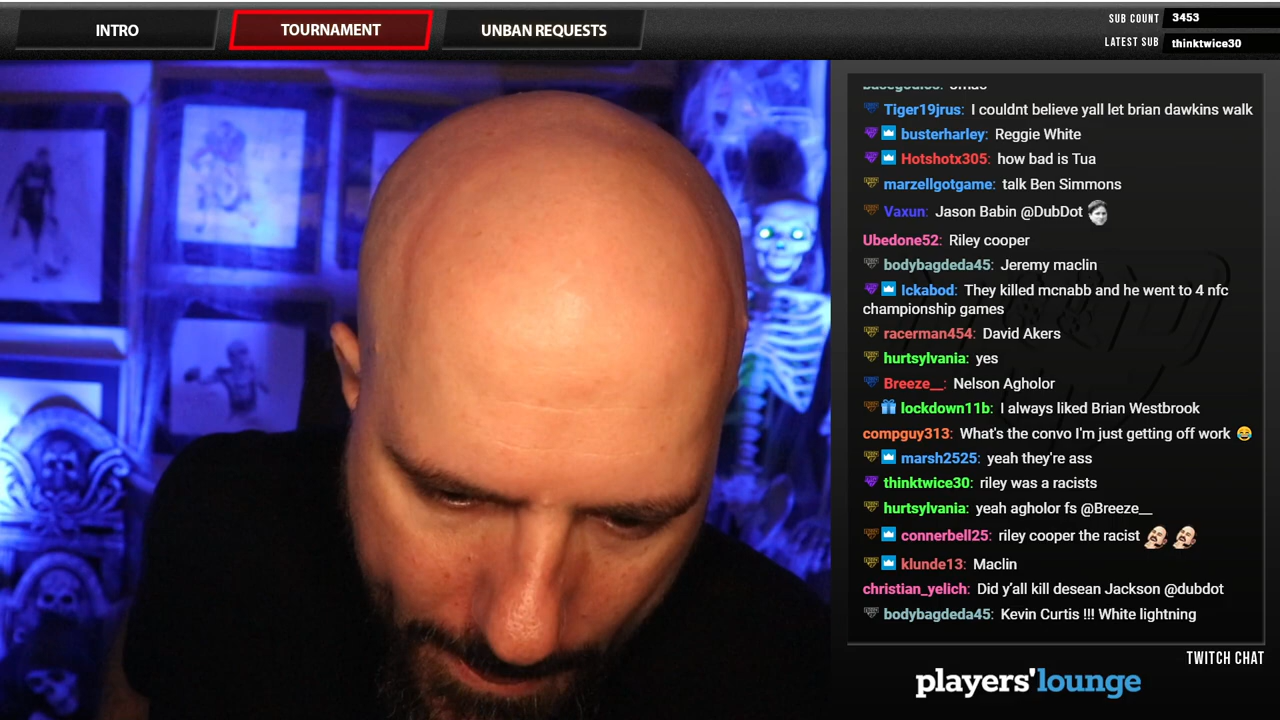 INTRO
TOURNAMENT
UNBAN REQUESTS
SUB COUNT 3453
LATEST SUB thinktwice30
Tiger19jrus: I couldnt believe yall let brian dawkins walk
busterharley: Reggie White
Hotshotx305: how bad is Tua
marzellgotgame: talk Ben Simmons
Vaxun: Jason Babin @DubDot
Ubedone52: Riley cooper
bodybagdeda45: Jeremy maclin
Ickabod: They killed mcnabb and he went to 4 nfc
championship games
racerman454: David Akers
hurtsylvania: yes
Breeze__: Nelson Agholor
lockdown11b: I always liked Brian Westbrook
compguy313: What's the convo I'm just getting off work 😂
marsh2525: yeah they're ass
thinktwice30: riley was a racists
hurtsylvania: yeah agholor fs @Breeze__
connerbell25: riley cooper the racist
klunde13: Maclin
christian_yelich: Did y'all kill desean Jackson @dubdot
bodybagdeda45: Kevin Curtis !!! White lightning
TWITCH CHAT
players'lounge